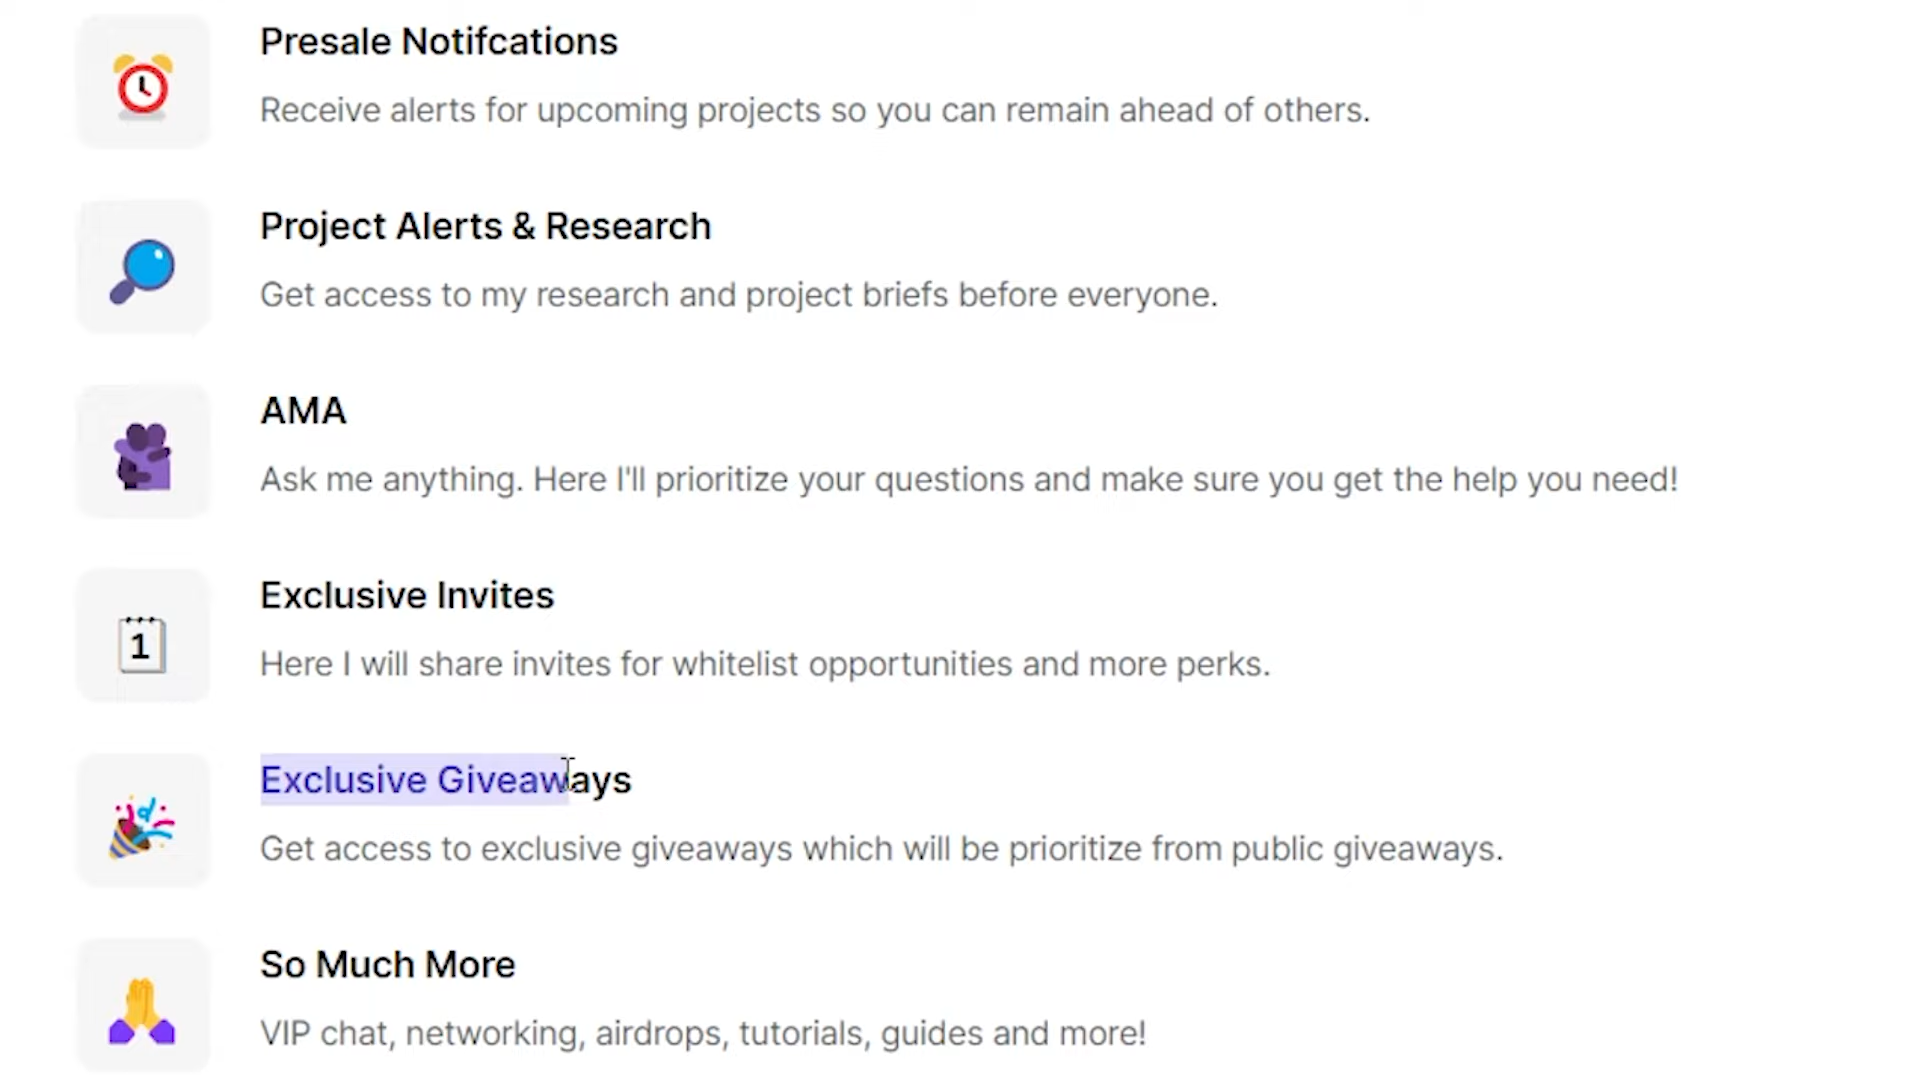 Presale Notifcations
Receive alerts for upcoming projects so you can remain ahead of others.
Project Alerts & Research
Get access to my research and project briefs before everyone.
AMA
Ask me anything. Here I'll prioritize your questions and make sure you get the help you need!
1
Exclusive Invites
Here I will share invites for whitelist opportunities and more perks.
Exclusive Giveaways
Get access to exclusive giveaways which will be prioritize from public giveaways.
So Much More
VIP chat, networking, airdrops, tutorials, guides and more!